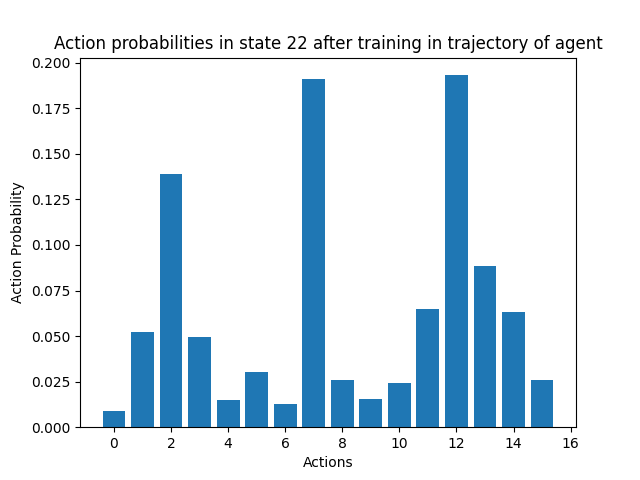 Action probabilities in state 22 after training in trajectory of agent
0.200
0.175
0.150
0.125
0.100
0.075
0.050
0.025
0.000
Action Probability
0 2 4 6 8 10 12 14 16
Actions